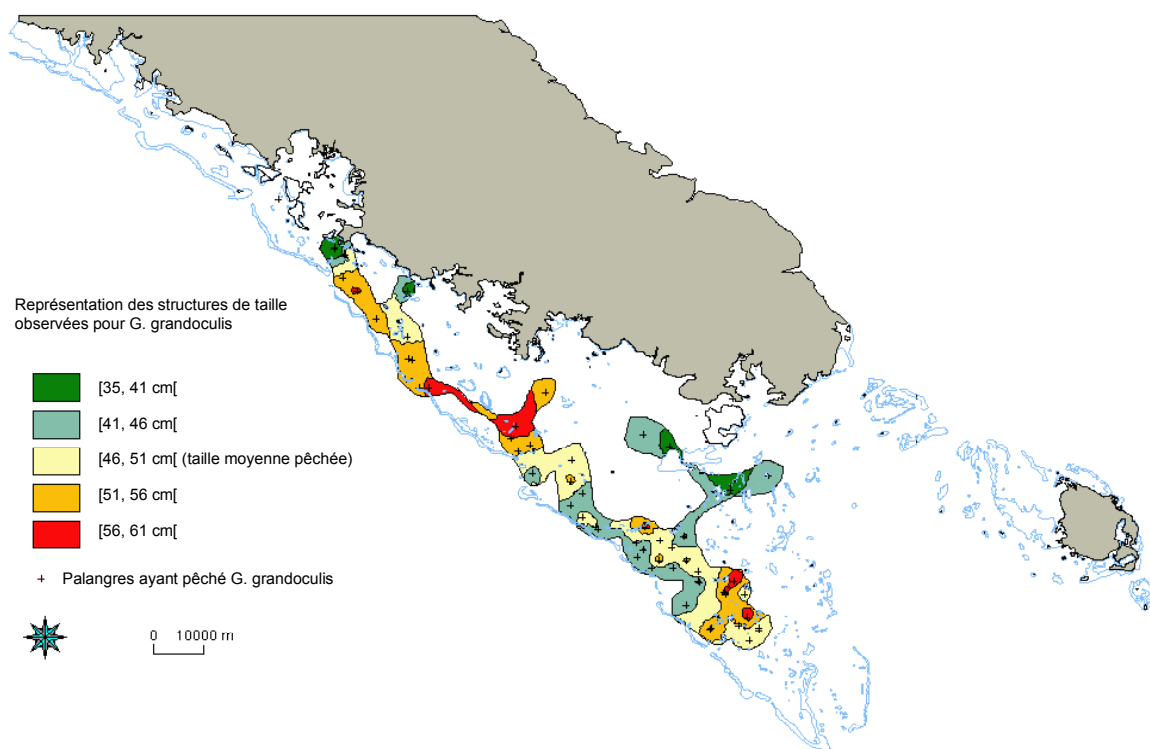 Représentation des structures de taille
observées pour G. grandoculis
[35, 41 cm[
[41, 46 cm[
[46, 51 cm[ (taille moyenne pêchée)
[51, 56 cm[
[56, 61 cm[
+ Palangres ayant pêché G. grandoculis
0 10000 m